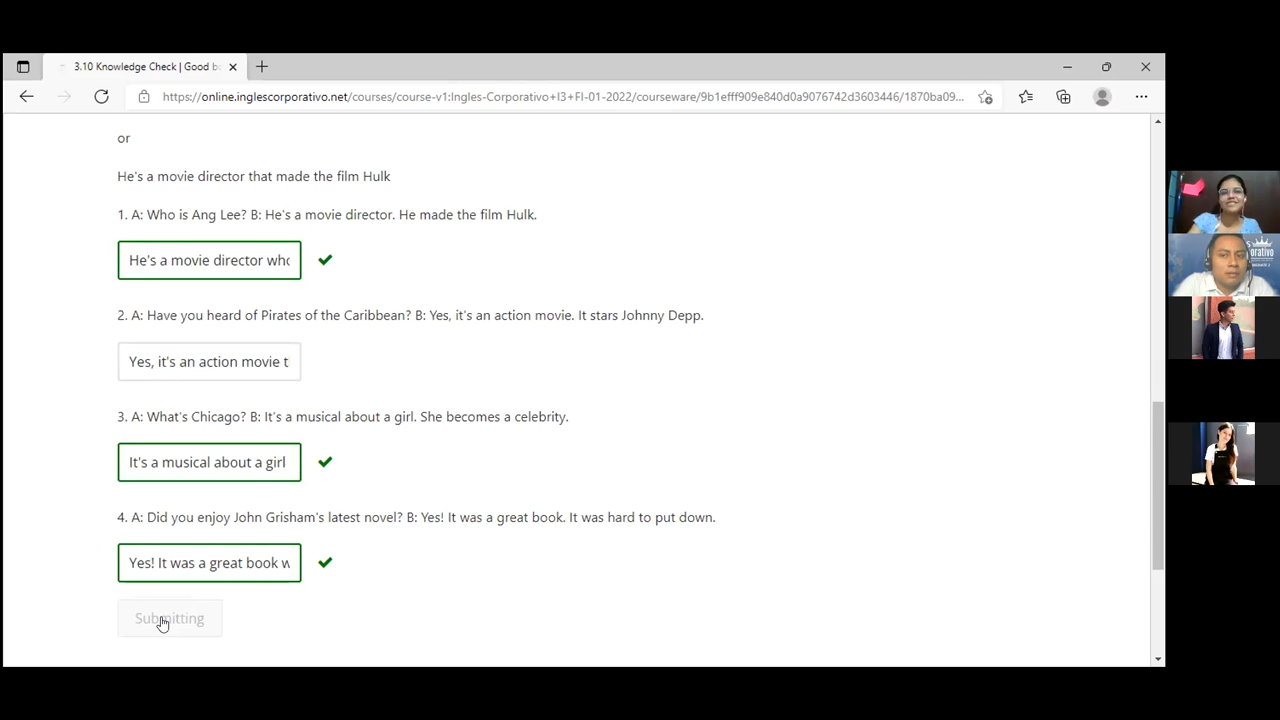 3.10 Knowledge Check | Good b
https://online.inglescorporativo.net/courses/course-v1:Ingles-Corporativo+I3+FI-01-2022/courseware/9b1efff909e840d0a9076742d3603446/1870ba09...
or
He's a movie director that made the film Hulk
1. A: Who is Ang Lee? B: He's a movie director. He made the film Hulk.
He's a movie director who
2. A: Have you heard of Pirates of the Caribbean? B: Yes, it's an action movie. It stars Johnny Depp.
Yes, it's an action movie t
3. A: What's Chicago? B: It's a musical about a girl. She becomes a celebrity.
It's a musical about a girl
4. A: Did you enjoy John Grisham's latest novel? B: Yes! It was a great book. It was hard to put down.
Yes! It was a great book w
Submitting